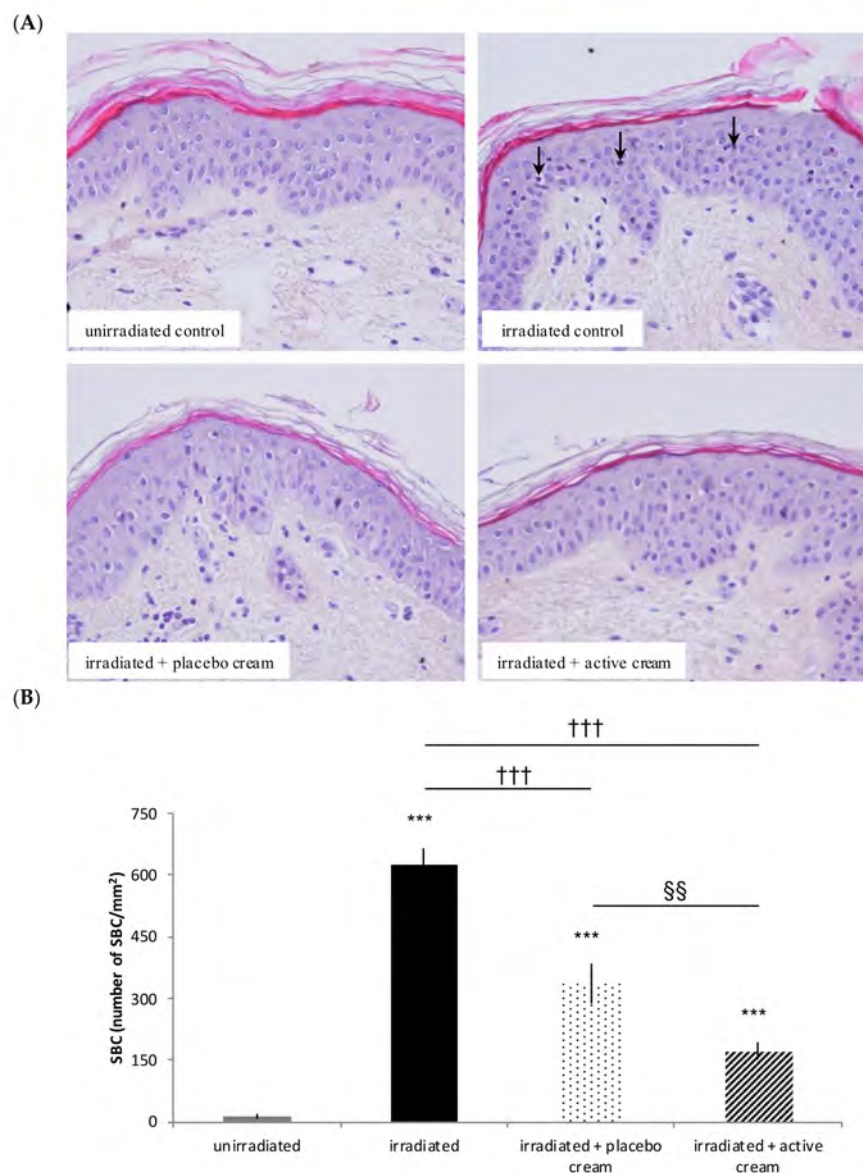 (A)
unirradiated control
irradiated control
irradiated + placebo cream
irradiated + active cream
(B)
†††
†††
750
***
600
§§
450
***
300
***
150
0
SBC (number of SBC/mm²)
unirradiated
irradiated
irradiated + placebo
cream
irradiated + active
cream